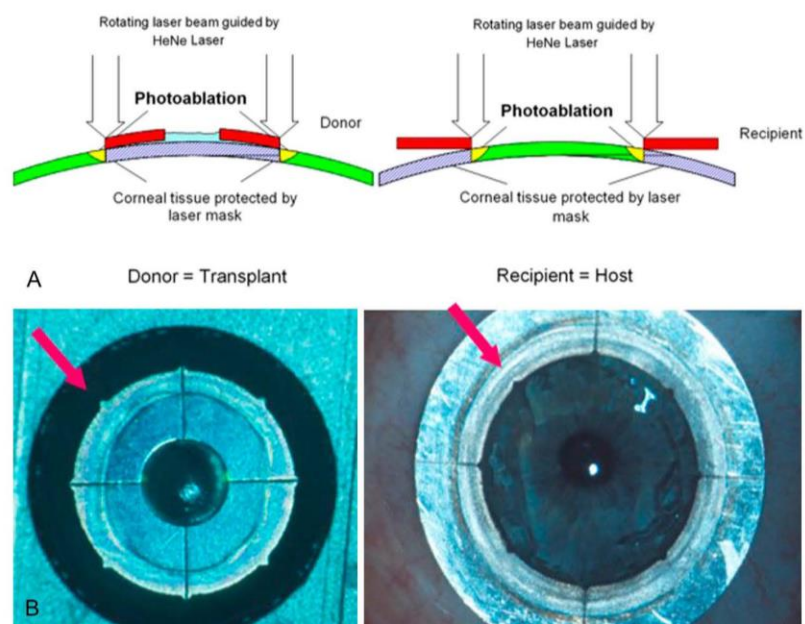 Rotating laser beam guided by
HeNe Laser
Photoablation
Donor
Corneal tissue protected by
laser mask
Rotating laser beam guided by
HeNe Laser
Photoablation
Recipient
Corneal tissue protected by laser
mask
A
Donor = Transplant
Recipient = Host
B